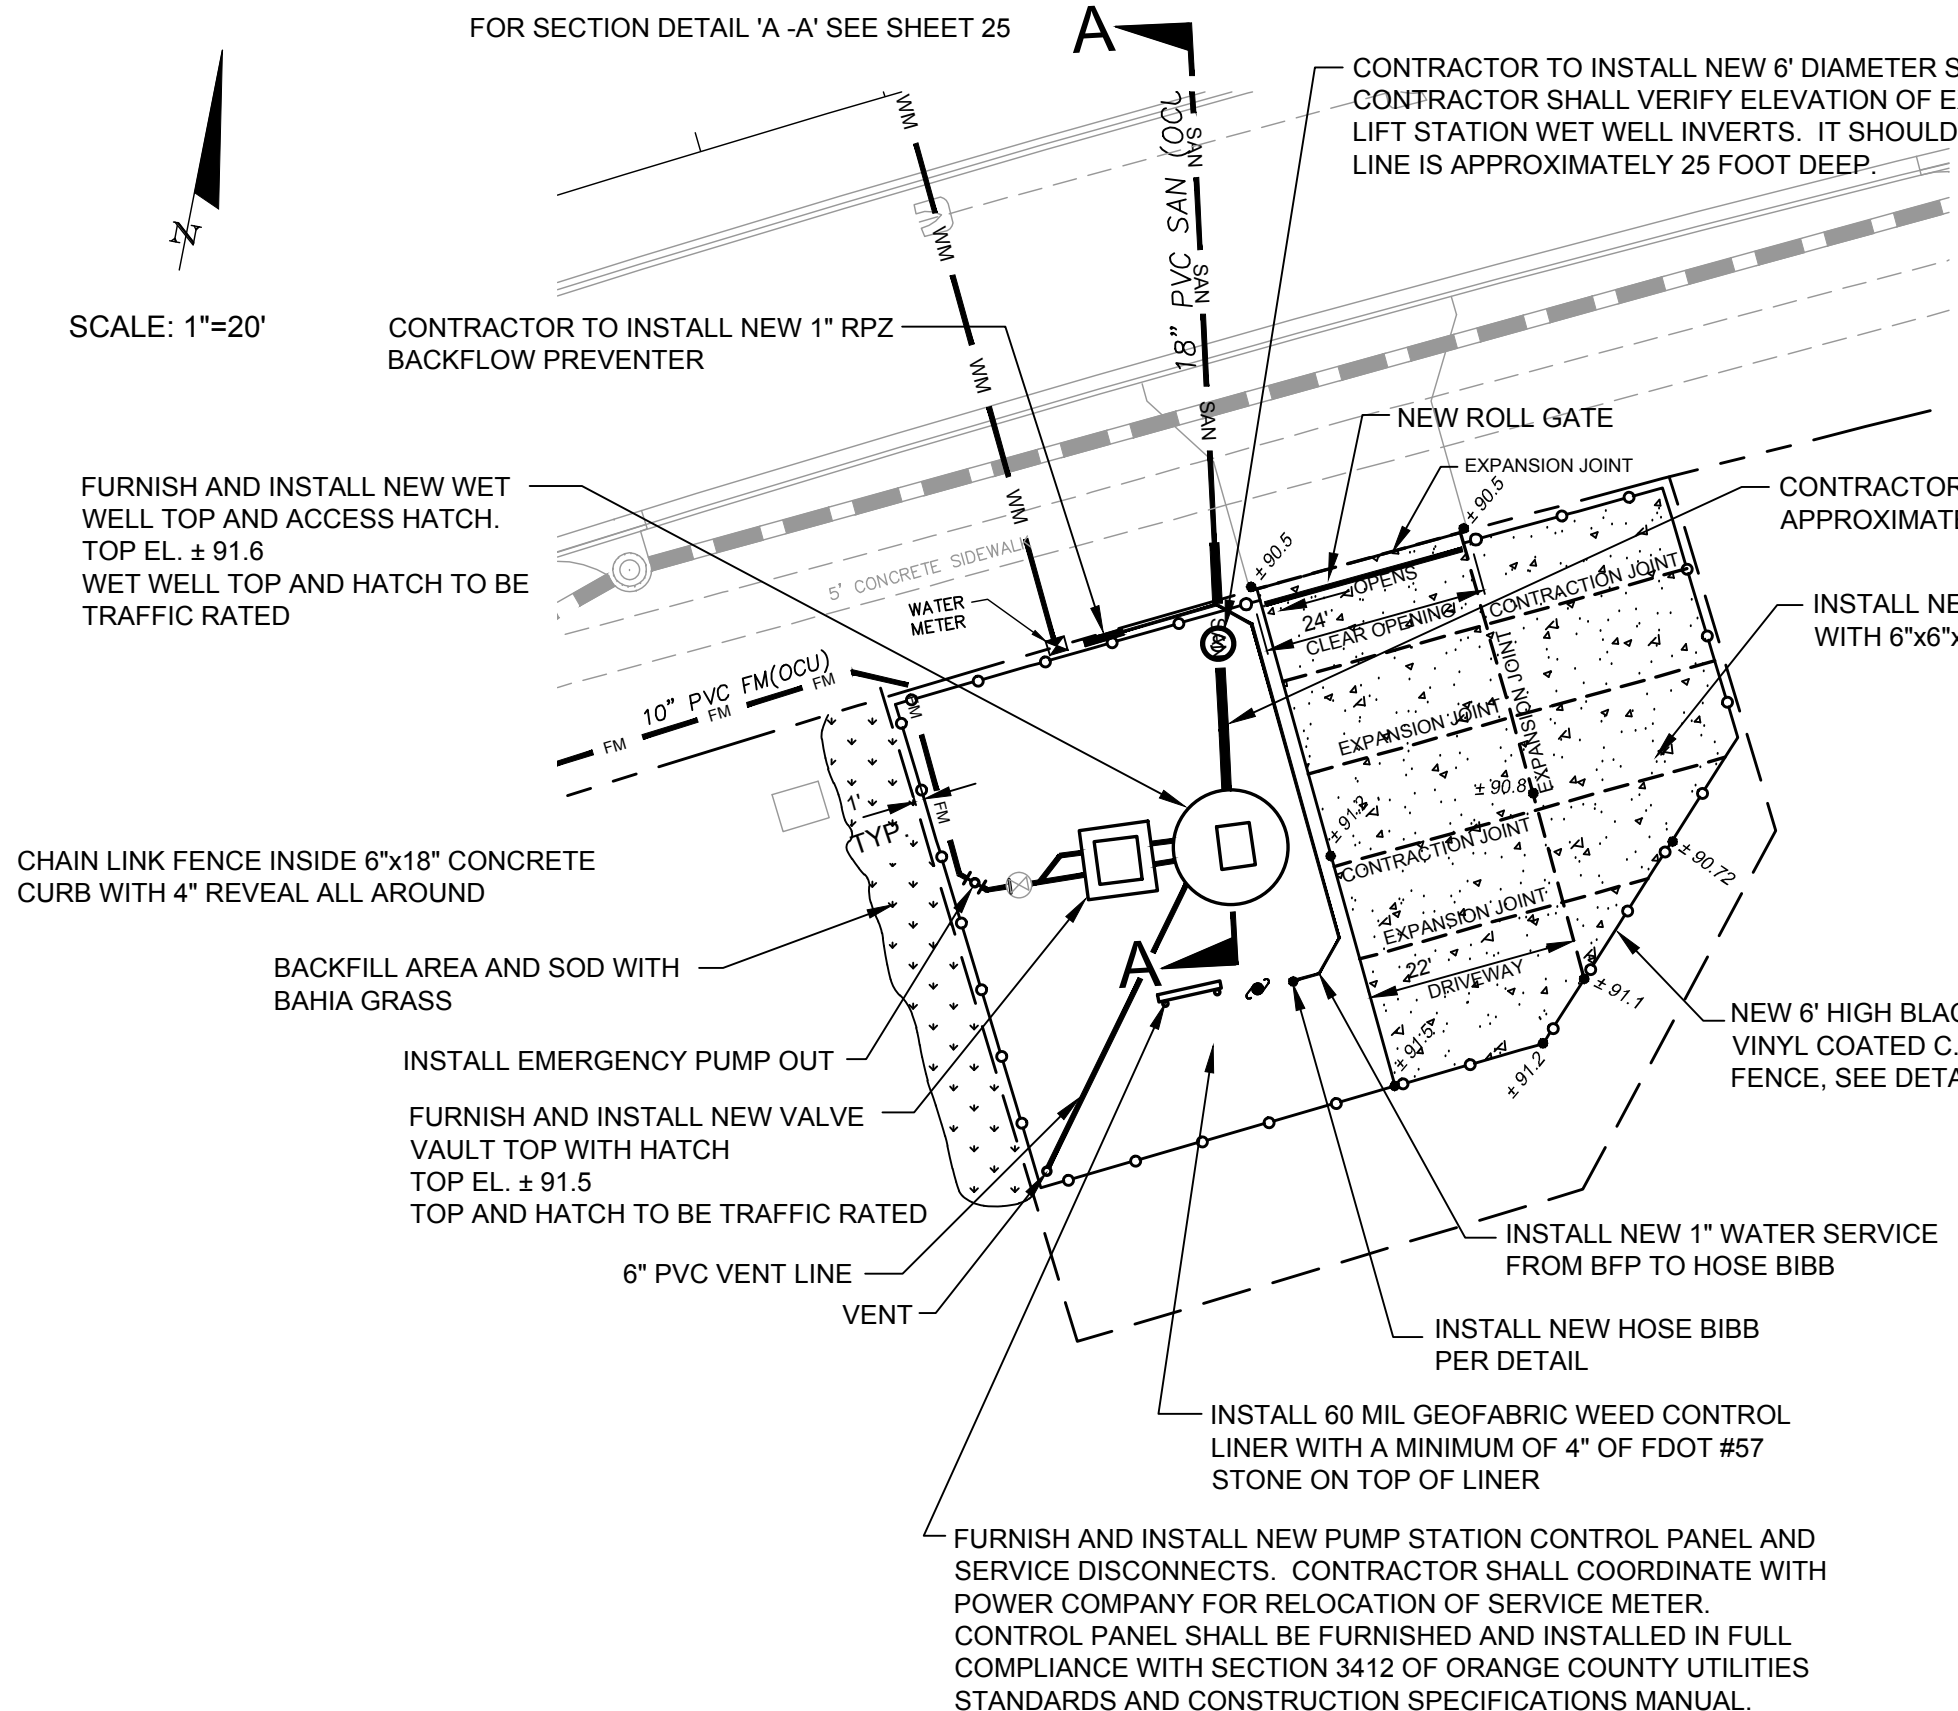 FOR SECTION DETAIL 'A -A' SEE SHEET 25
A
CONTRACTOR TO INSTALL NEW 6' DIAMETER S
CONTRACTOR SHALL VERIFY ELEVATION OF E
LIFT STATION WET WELL INVERTS. IT SHOULD
LINE IS APPROXIMATELY 25 FOOT DEEP.
N
SCALE: 1"=20'
WM
WM
WM
WM
18" PVC SAN (OCU
SAN
SAN
SAN
SAN
CONTRACTOR TO INSTALL NEW 1" RPZ
BACKFLOW PREVENTER
NEW ROLL GATE
EXPANSION JOINT
± 90.5
± 90.5
CONTRACTOR
APPROXIMATE
FURNISH AND INSTALL NEW WET
WELL TOP AND ACCESS HATCH.
TOP EL. ± 91.6
WET WELL TOP AND HATCH TO BE
TRAFFIC RATED
5' CONCRETE SIDEWALK
WATER
METER
OPENS
24'
CLEAR OPENING
CONTRACTION JOINT
INSTALL NE
WITH 6"x6"x
EXPANSION JOINT
EXPANSION JOINT
EXPANSION JOINT
10" PVC FM(OCU)
FM
FM
FM
FM
FM
1'
TYP.
± 90.8
± 91.2
CONTRACTION JOINT
± 90.72
CHAIN LINK FENCE INSIDE 6"x18" CONCRETE
CURB WITH 4" REVEAL ALL AROUND
EXPANSION JOINT
A
22'
DRIVEWAY
BACKFILL AREA AND SOD WITH
BAHIA GRASS
± 91.1
NEW 6' HIGH BLAC
VINYL COATED C.
FENCE, SEE DETA
INSTALL EMERGENCY PUMP OUT
± 91.5
± 91.2
FURNISH AND INSTALL NEW VALVE
VAULT TOP WITH HATCH
TOP EL. ± 91.5
TOP AND HATCH TO BE TRAFFIC RATED
INSTALL NEW 1" WATER SERVICE
FROM BFP TO HOSE BIBB
6" PVC VENT LINE
VENT
INSTALL NEW HOSE BIBB
PER DETAIL
INSTALL 60 MIL GEOFABRIC WEED CONTROL
LINER WITH A MINIMUM OF 4" OF FDOT #57
STONE ON TOP OF LINER
FURNISH AND INSTALL NEW PUMP STATION CONTROL PANEL AND
SERVICE DISCONNECTS. CONTRACTOR SHALL COORDINATE WITH
POWER COMPANY FOR RELOCATION OF SERVICE METER.
CONTROL PANEL SHALL BE FURNISHED AND INSTALLED IN FULL
COMPLIANCE WITH SECTION 3412 OF ORANGE COUNTY UTILITIES
STANDARDS AND CONSTRUCTION SPECIFICATIONS MANUAL.